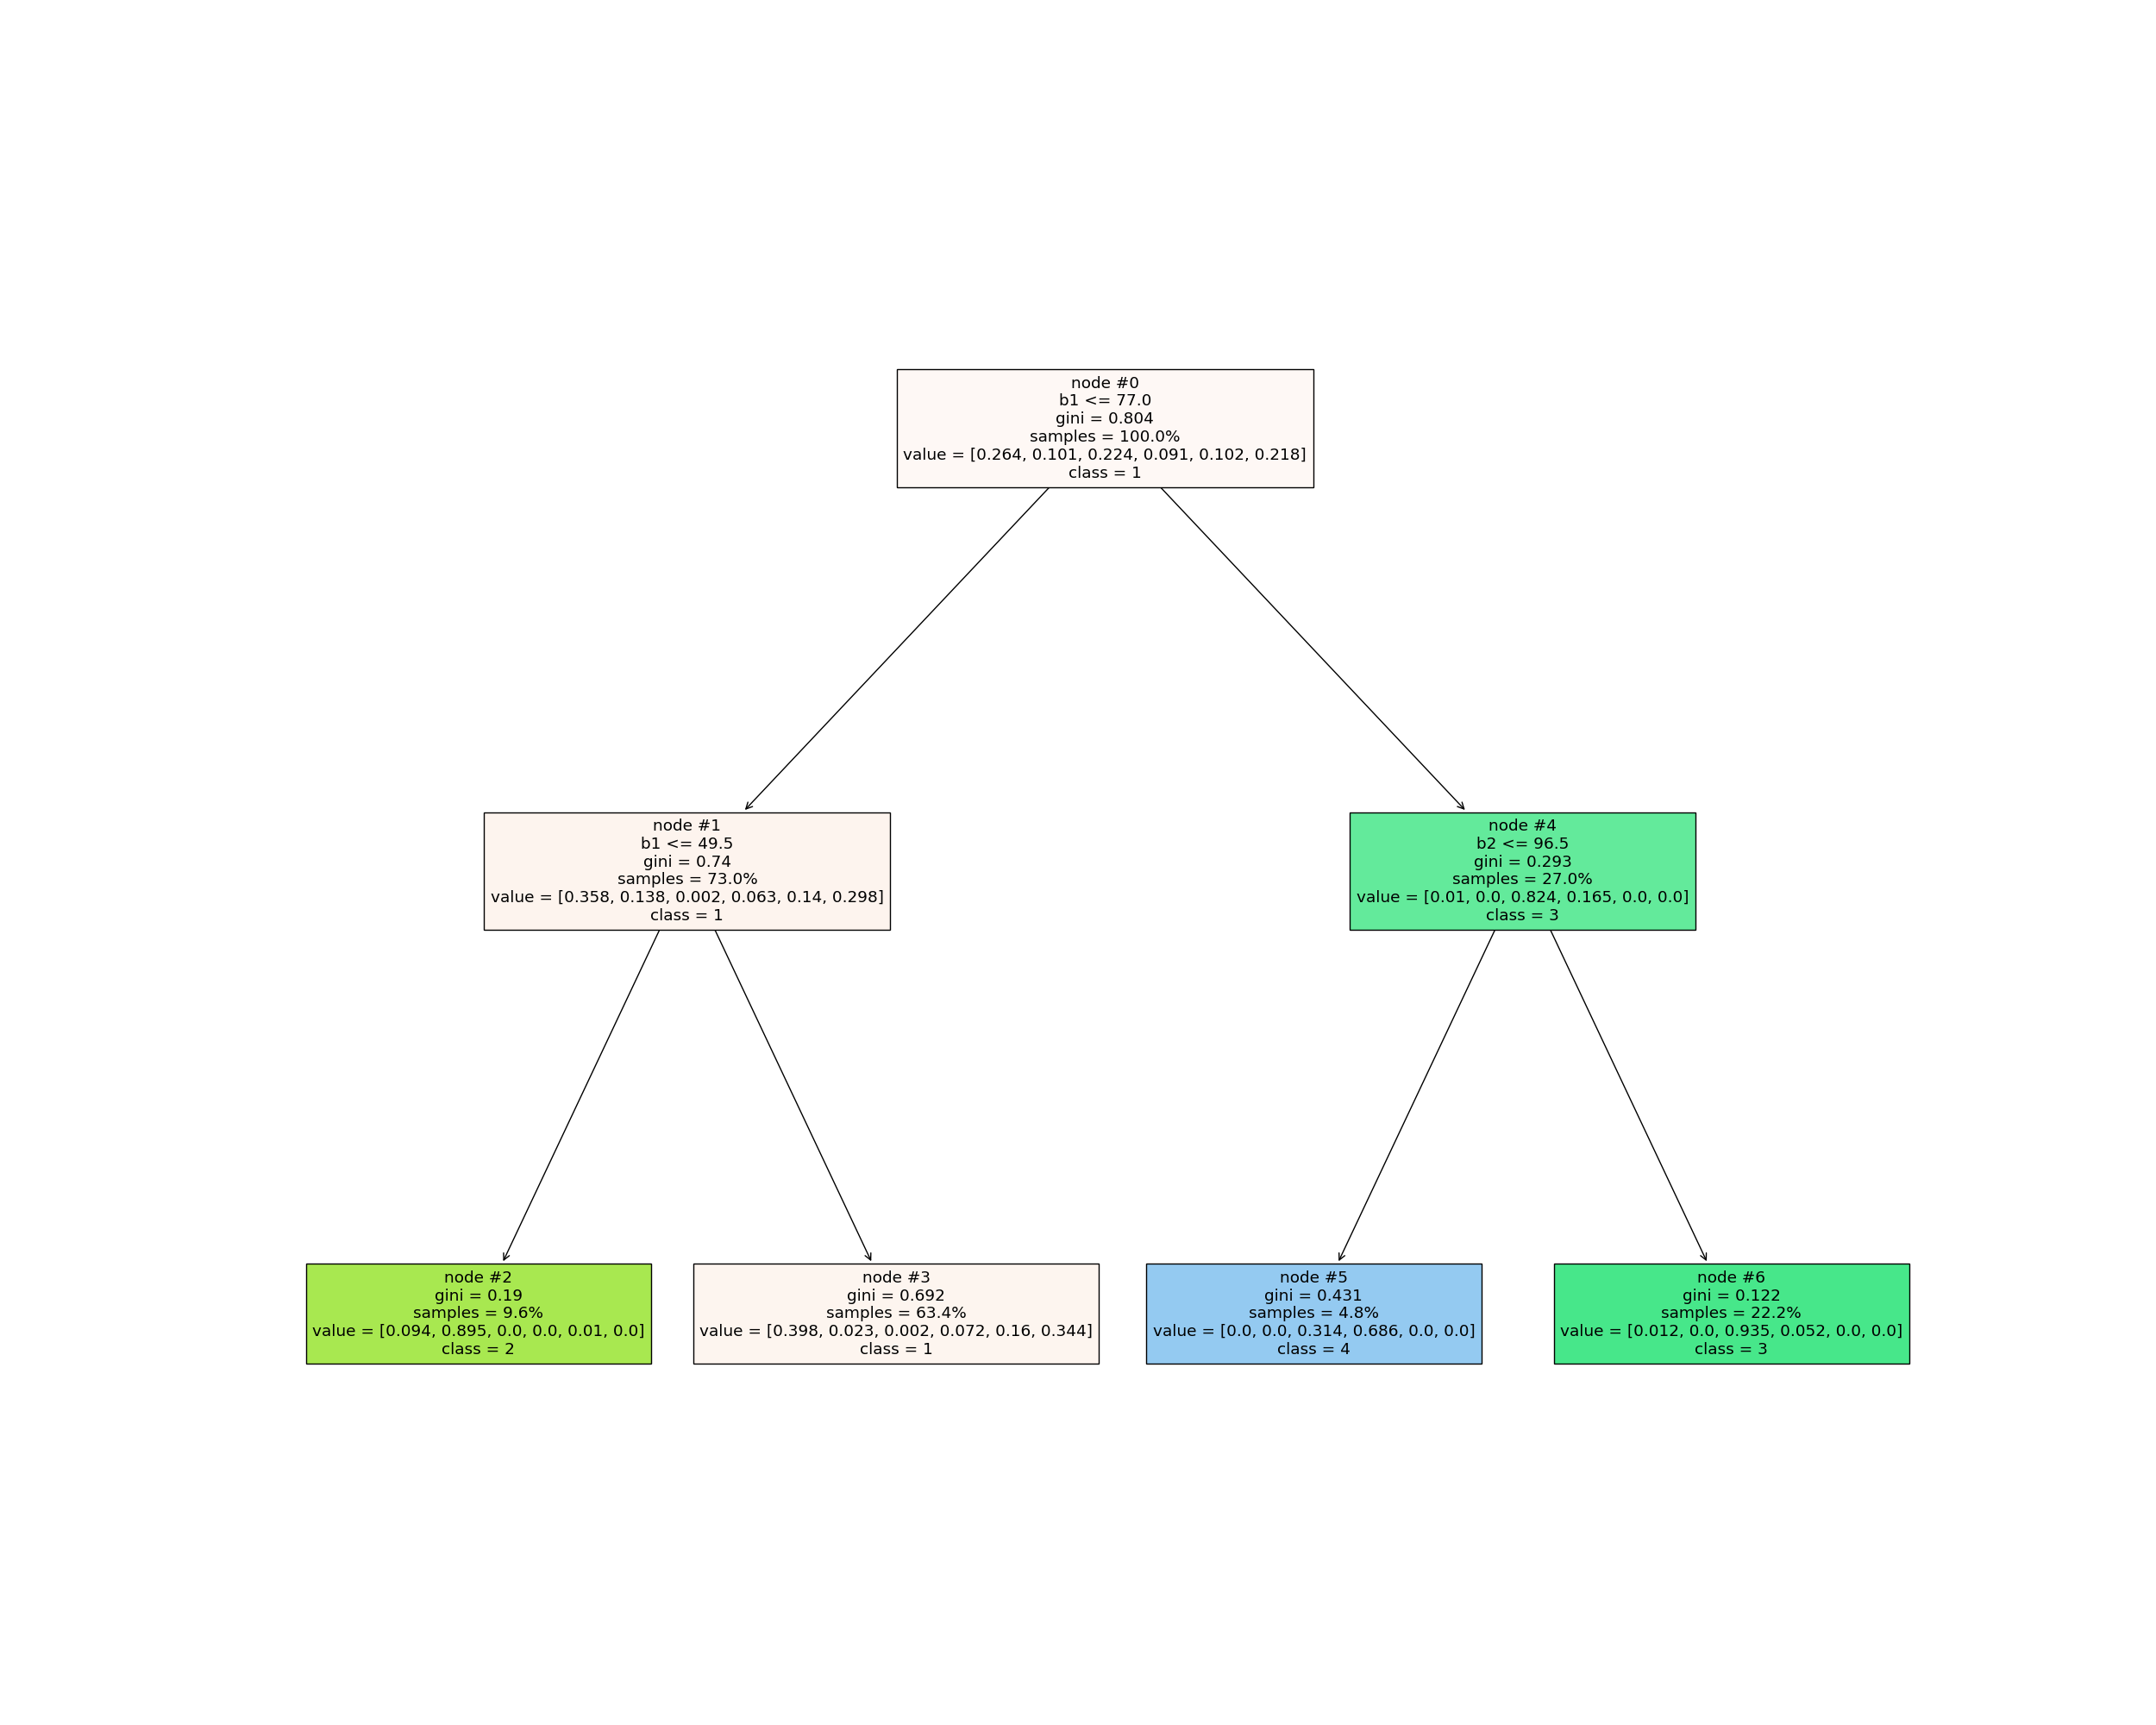 node #0
b1 <= 77.0
gini = 0.804
samples = 100.0%
value = [0.264, 0.101, 0.224, 0.091, 0.102, 0.218]
class = 1
node #1
b1 <= 49.5
gini = 0.74
samples = 73.0%
value = [0.358, 0.138, 0.002, 0.063, 0.14, 0.298]
class = 1
node #4
b2 <= 96.5
gini = 0.293
samples = 27.0%
value = [0.01, 0.0, 0.824, 0.165, 0.0, 0.0]
class = 3
node #2
gini = 0.19
samples = 9.6%
value = [0.094, 0.895, 0.0, 0.0, 0.01, 0.0]
class = 2
node #3
gini = 0.692
samples = 63.4%
value = [0.398, 0.023, 0.002, 0.072, 0.16, 0.344]
class = 1
node #5
gini = 0.431
samples = 4.8%
value = [0.0, 0.0, 0.314, 0.686, 0.0, 0.0]
class = 4
node #6
gini = 0.122
samples = 22.2%
value = [0.012, 0.0, 0.935, 0.052, 0.0, 0.0]
class = 3